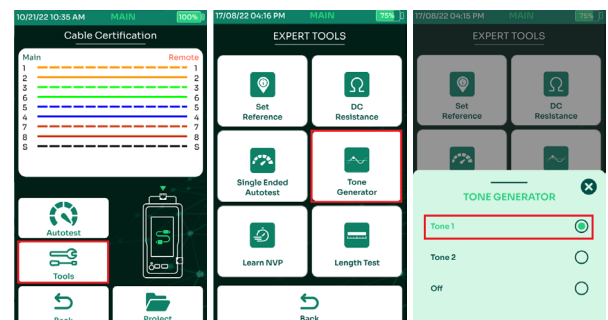 10/21/22 10:35 AM MAIN 100%
Cable Certification
Main Remote
1 1
2 2
3 3
6 6
5 5
4 4
7 7
8 8
S S
Autotest
Tools
Back Project
17/08/22 04:16 PM MAIN 75%
EXPERT TOOLS
Set DC
Reference Resistance
Single Ended Tone
Autotest Generator
Learn NVP Length Test
Back
17/08/22 04:15 PM MAIN 75%
EXPERT TOOLS
Set DC
Reference Resistance
TONE GENERATOR
Tone 1
Tone 2
Off